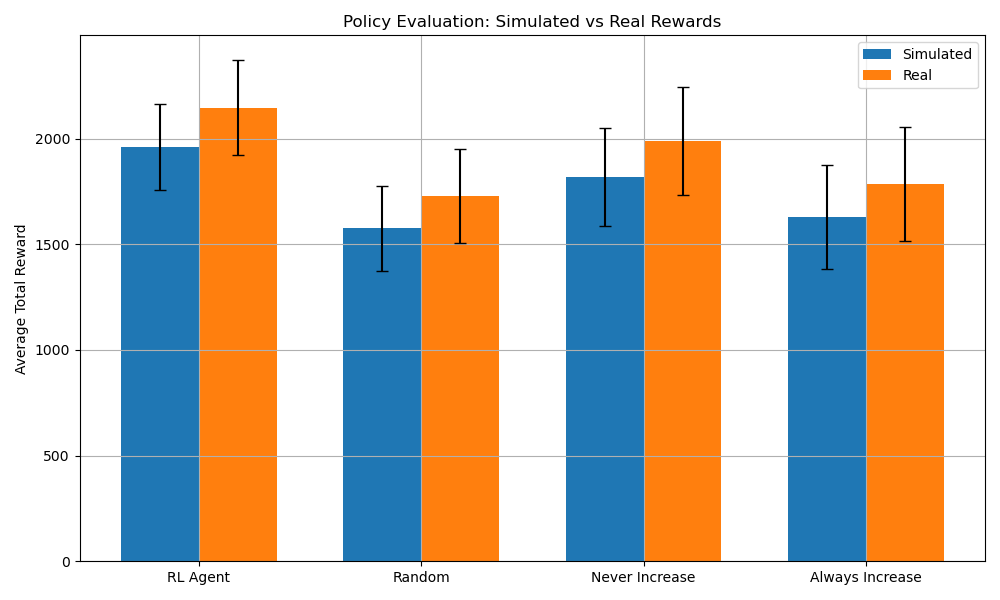 Policy Evaluation: Simulated vs Real Rewards
Simulated
Real
Average Total Reward
2000
1500
1000
500
0
RL Agent
Random
Never Increase
Always Increase